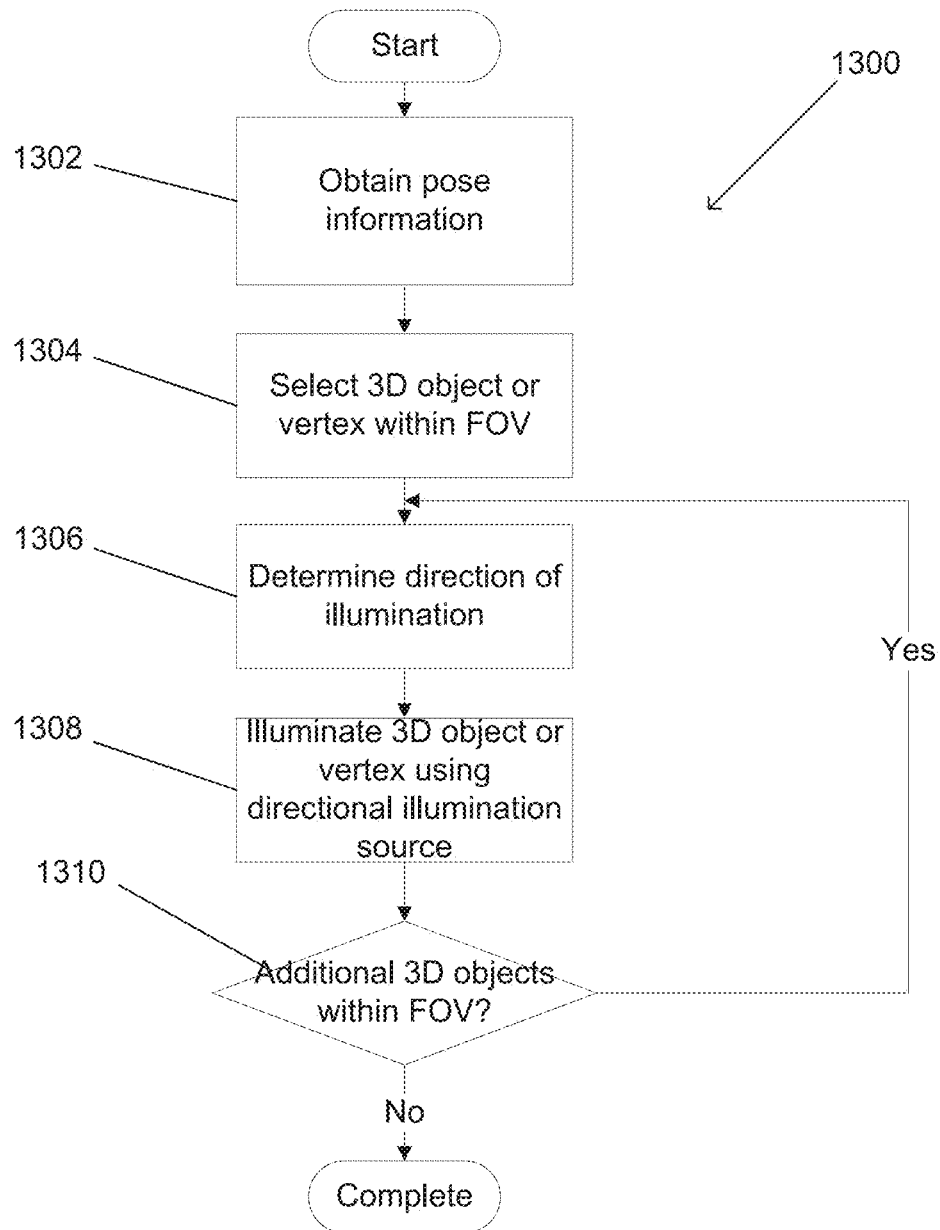 Start
1300
1302
Obtain pose
information
1304
Select 3D object or
vertex within FOV
1306
Determine direction of
illumination
Yes
1308
Illuminate 3D object or
vertex using
directional illumination
source
1310
Additional 3D objects
within FOV?
No
Complete